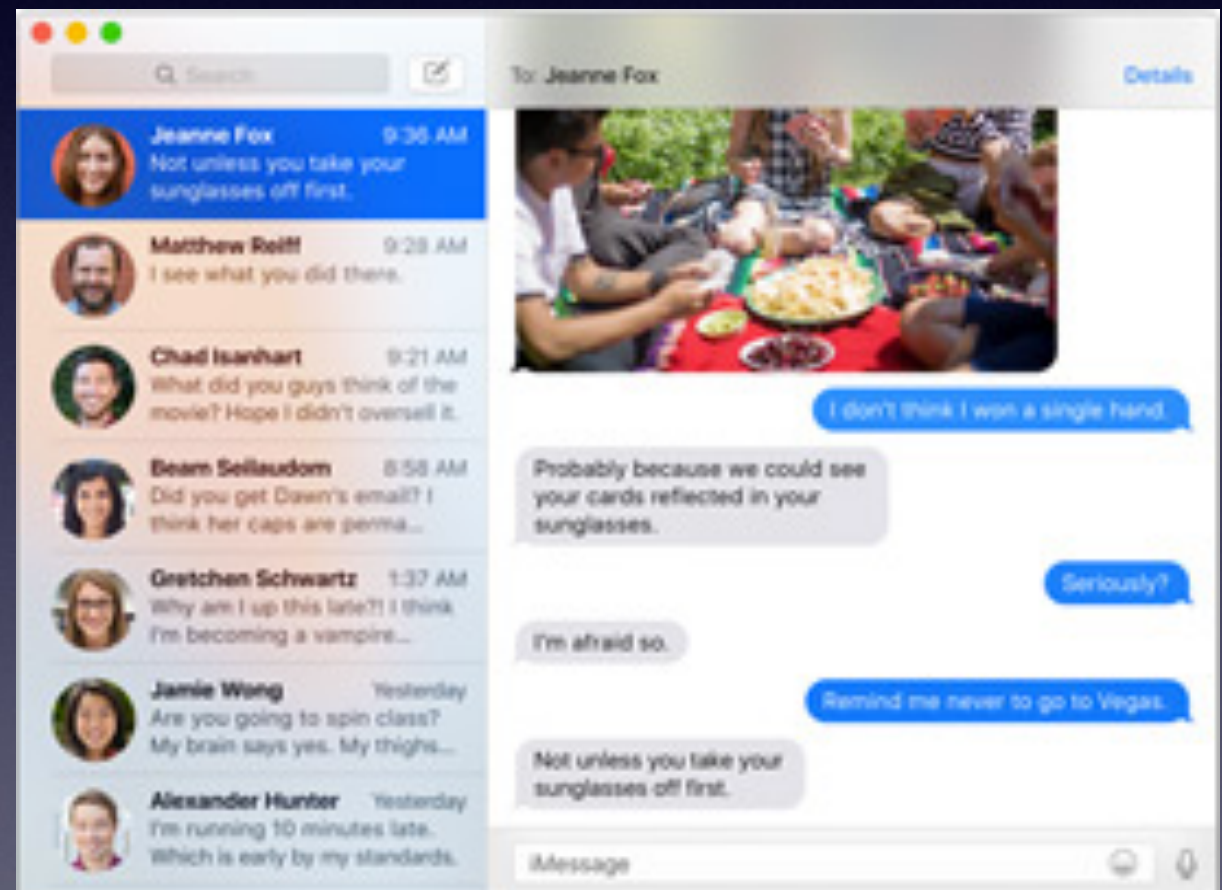 Search
To: Jeanne Fox
Details
Jeanne Fox 9:36 AM
Not unless you take your
sunglasses off first.
Matthew Reiff 9:28 AM
I see what you did there.
Chad Isanhart 9:21 AM
What did you guys think of the
movie? Hope I didn't oversell it.
Beam Seilaudom 8:58 AM
Did you get Dawn's email? I
think her caps are perma...
Gretchen Schwartz 1:37 AM
Why am I up this late?! I think
I'm becoming a vampire...
Jamie Wong Yesterday
Are you going to spin class?
My brain says yes. My thighs...
Alexander Hunter Yesterday
I'm running 10 minutes late.
Which is early by my standards.
I don't think I won a single hand.
Probably because we could see
your cards reflected in your
sunglasses.
Seriously?
I'm afraid so.
Remind me never to go to Vegas.
Not unless you take your
sunglasses off first.
iMessage